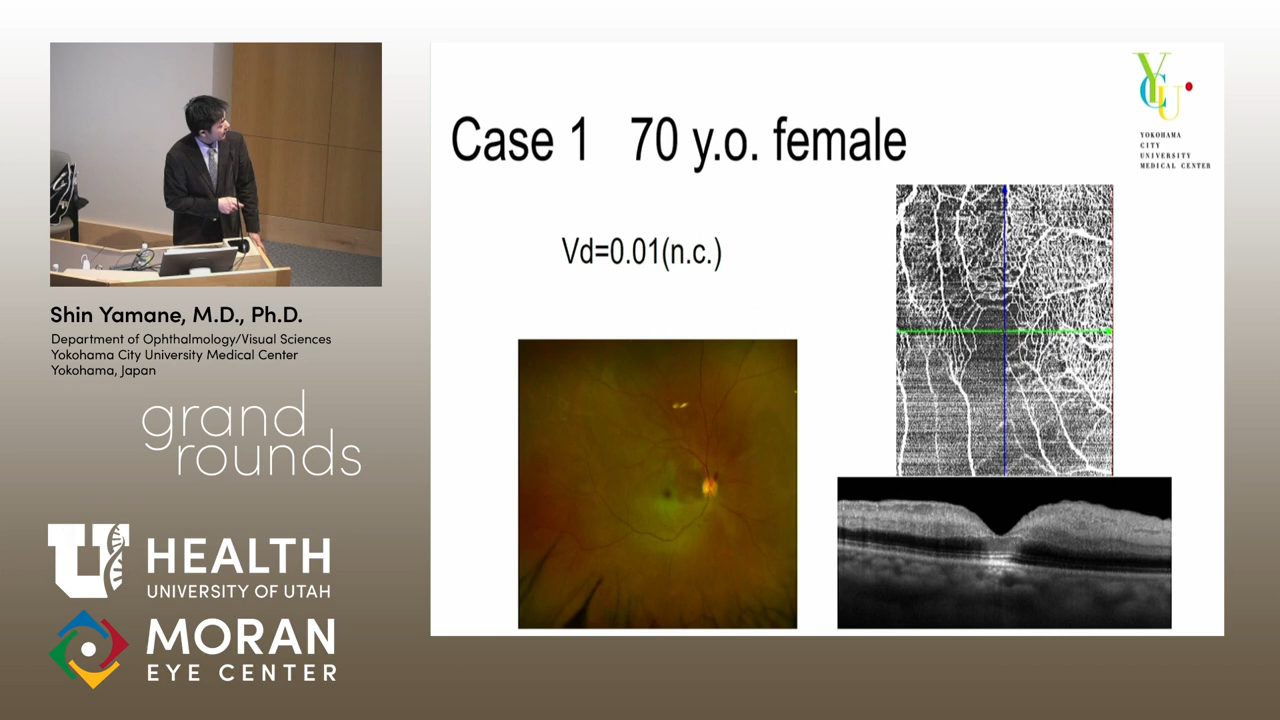 Case 1 70 y.o. female
Vd=0.01(n.c.)
YCU
YOKOHAMA
CITY
UNIVERSITY
MEDICAL CENTER
Shin Yamane, M.D., Ph.D.
Department of Ophthalmology/Visual Sciences
Yokohama City University Medical Center
Yokohama, Japan
grand
rounds
U
HEALTH
UNIVERSITY OF UTAH
MORAN
EYE CENTER